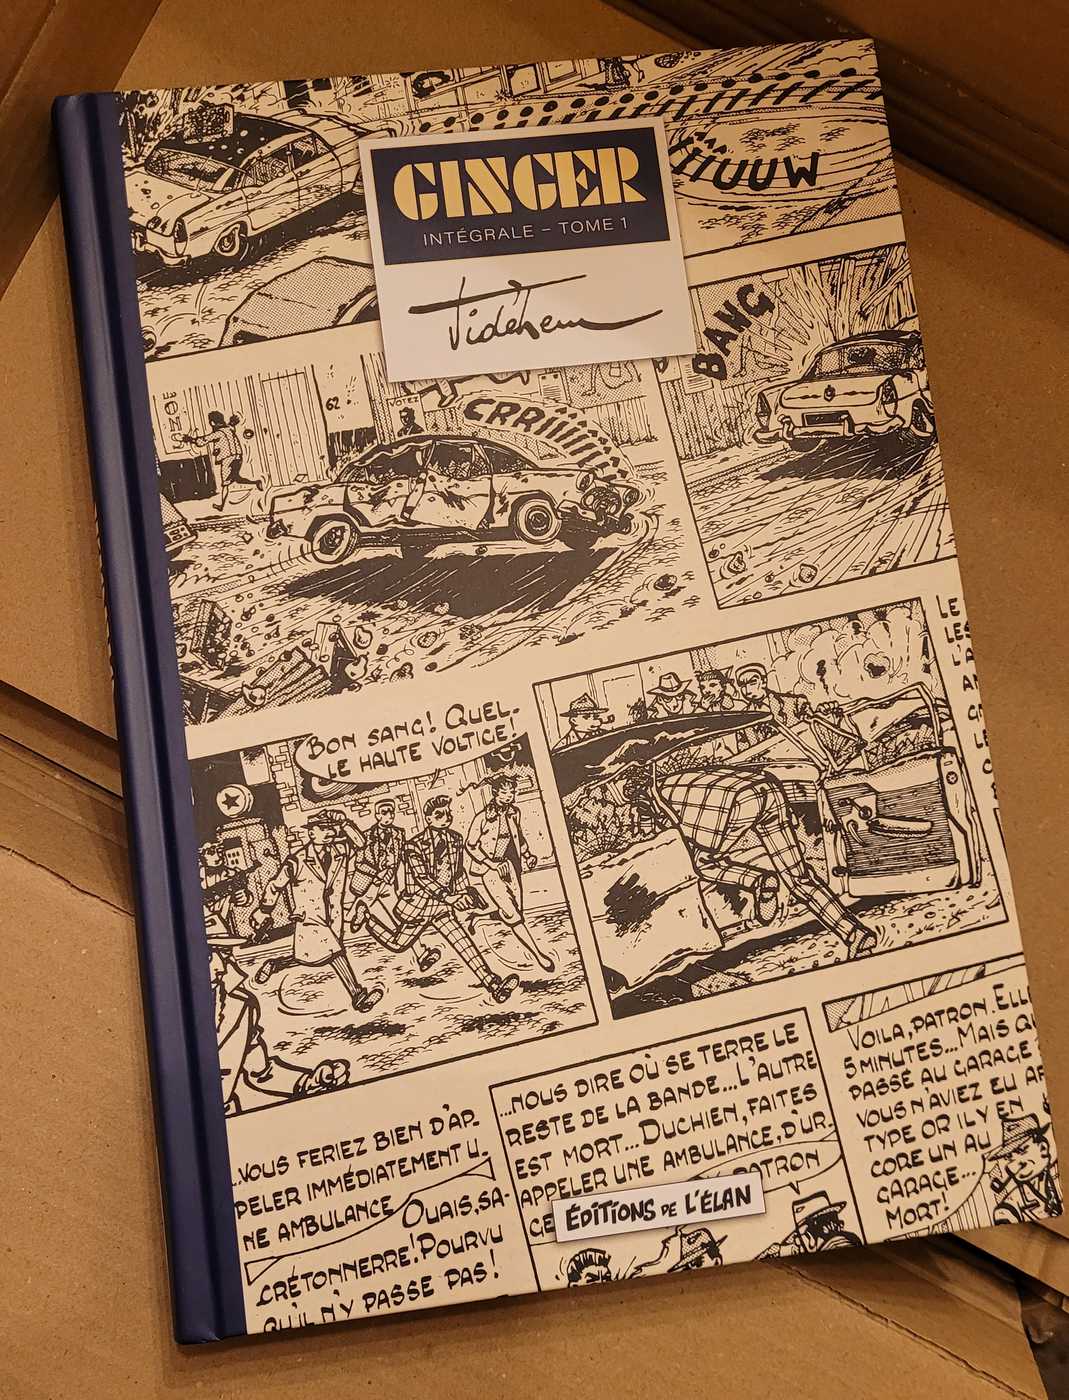 UUUW
GINGER
INTÉGRALE – TOME 1
Jidéhem
BANG
62
VOTEZ
CRRIIIIII
LE
LES
L'A
BON SANG! QUEL-
LE HAUTE VOLTIGE!
...VOUS FERIEZ BIEN D'AP-
PELER IMMÉDIATEMENT U-
NE AMBULANCE
OUAIS, SA-
CRÉTONNERRE! POURVU
QU'IL N'Y PASSE PAS!
...NOUS DIRE OÙ SE TERRE LE
RESTE DE LA BANDE...L'AUTRE
EST MORT... DUCHIEN, FAITES
APPELER UNE AMBULANCE, D'UR-
GE
PATRON
VOILA, PATRON. ELL
5 MINUTES... MAIS QU
PASSÉ AU GARAGE
VOUS N'AVIEZ EU AF
TYPE OR IL Y EN
CORE UN AU
GARAGE...
MORT!
ÉDITIONS DE L'ÉLAN